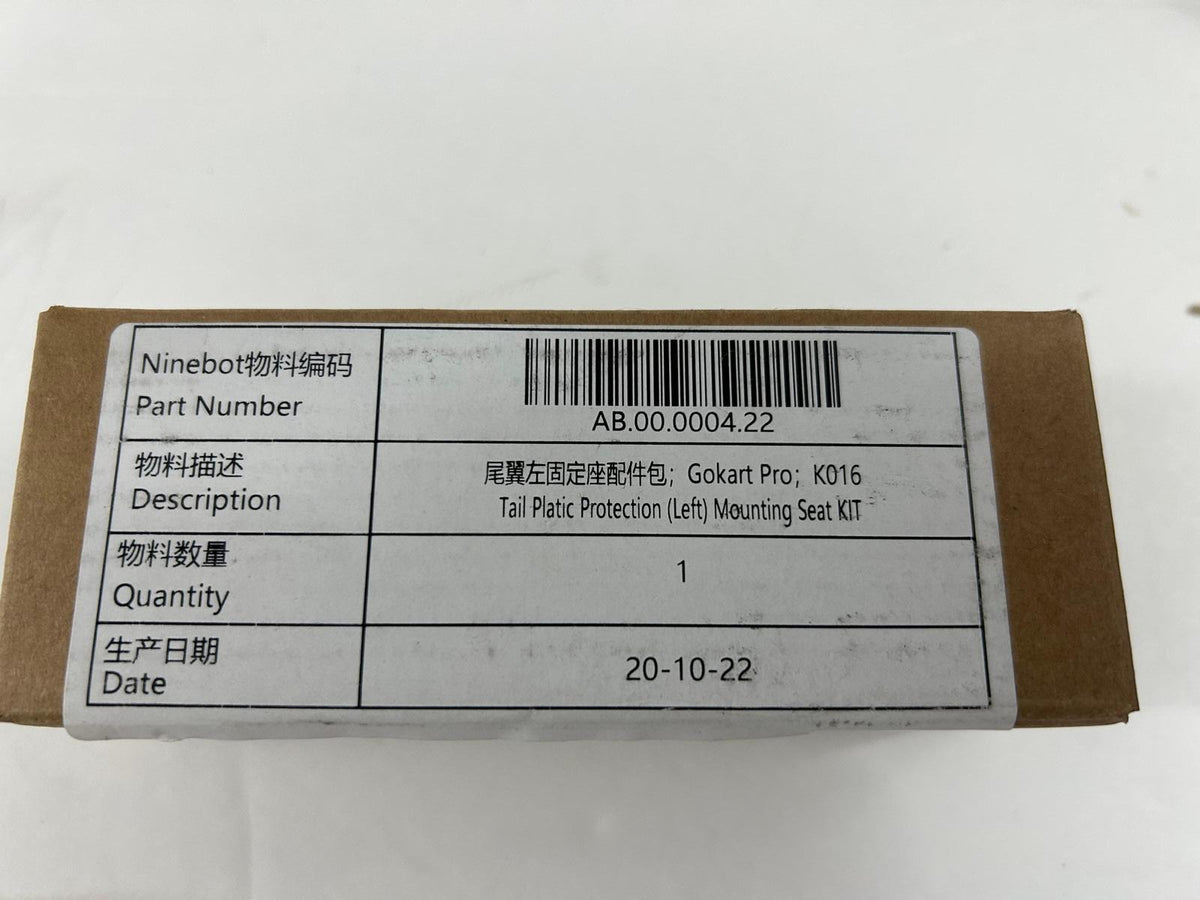 Ninebot物料编码
Part Number
AB.00.0004.22
物料描述
Description
尾翼左固定座配件包；Gokart Pro；K016
Tail Platic Protection (Left) Mounting Seat KIT
物料数量
Quantity
1
生产日期
Date
20-10-22